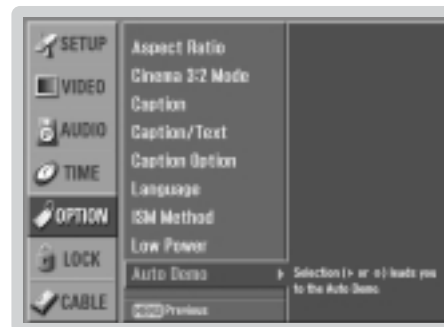 SETUP
VIDEO
AUDIO
TIME
OPTION
LOCK
CABLE
Aspect Ratio
Cinema 3:2 Mode
Caption
Caption/Text
Caption Option
Language
ISM Method
Low Power
Auto Demo
Selection (▶ or ⊙) leads you
to the Auto Demo.
MENU Previous